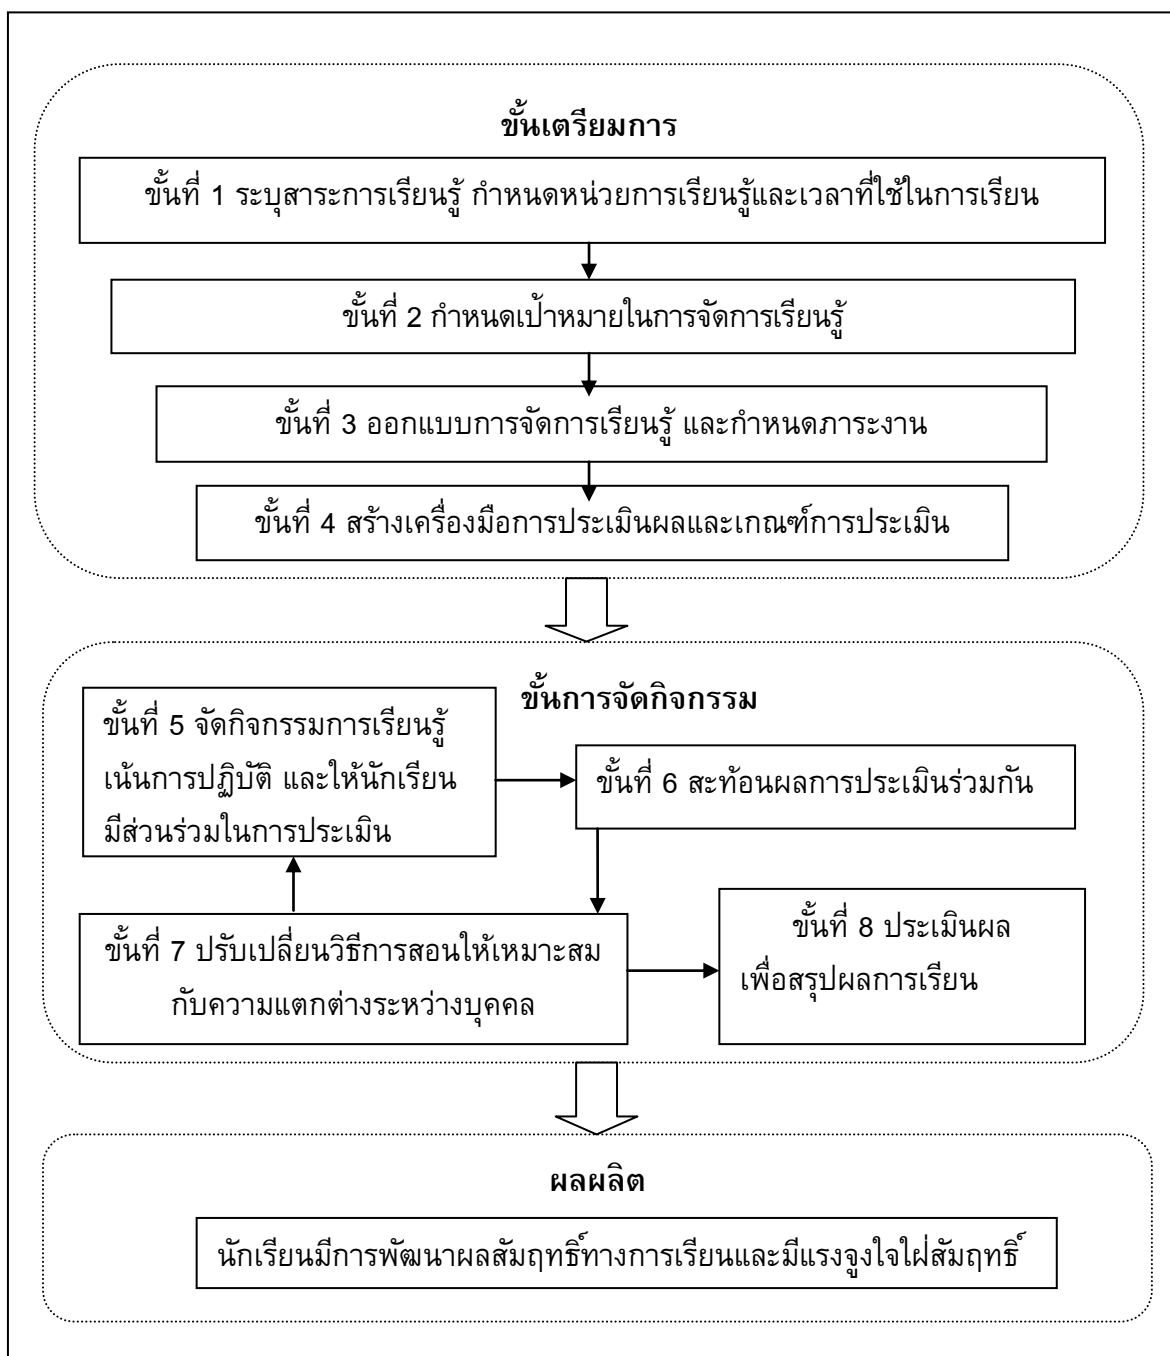 ขั้นเตรียมการ
ขั้นที่ 1 ระบุสาระการเรียนรู้ กำหนดหน่วยการเรียนรู้และเวลาที่ใช้ในการเรียน
ขั้นที่ 2 กำหนดเป้าหมายในการจัดการเรียนรู้
ขั้นที่ 3 ออกแบบการจัดการเรียนรู้ และกำหนดภาระงาน
ขั้นที่ 4 สร้างเครื่องมือการประเมินผลและเกณฑ์การประเมิน
ขั้นการจัดกิจกรรม
ขั้นที่ 5 จัดกิจกรรมการเรียนรู้
เน้นการปฏิบัติ และให้นักเรียน
มีส่วนร่วมในการประเมิน
ขั้นที่ 6 สะท้อนผลการประเมินร่วมกัน
ขั้นที่ 7 ปรับเปลี่ยนวิธีการสอนให้เหมาะสม
กับความแตกต่างระหว่างบุคคล
ขั้นที่ 8 ประเมินผล
เพื่อสรุปผลการเรียน
ผลผลิต
นักเรียนมีการพัฒนาผลสัมฤทธิ์ทางการเรียนและมีแรงจูงใจใฝ่สัมฤทธิ์